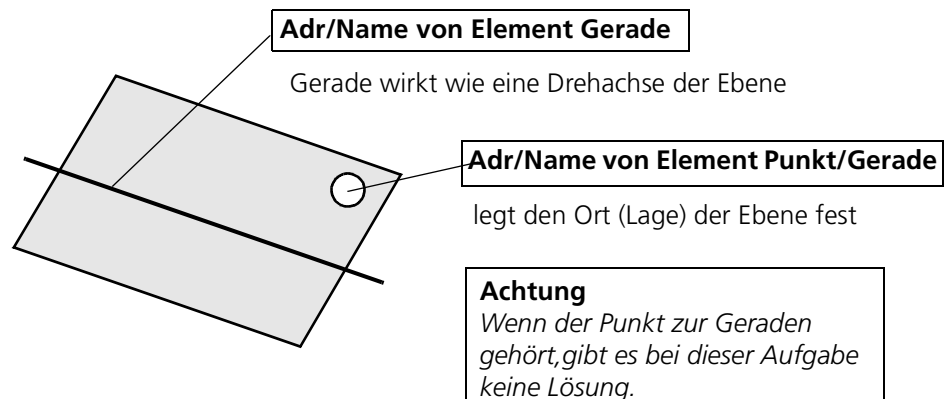 Adr/Name von Element Gerade
Gerade wirkt wie eine Drehachse der Ebene
Adr/Name von Element Punkt/Gerade
legt den Ort (Lage) der Ebene fest
Achtung
Wenn der Punkt zur Geraden
gehört,gibt es bei dieser Aufgabe
keine Lösung.